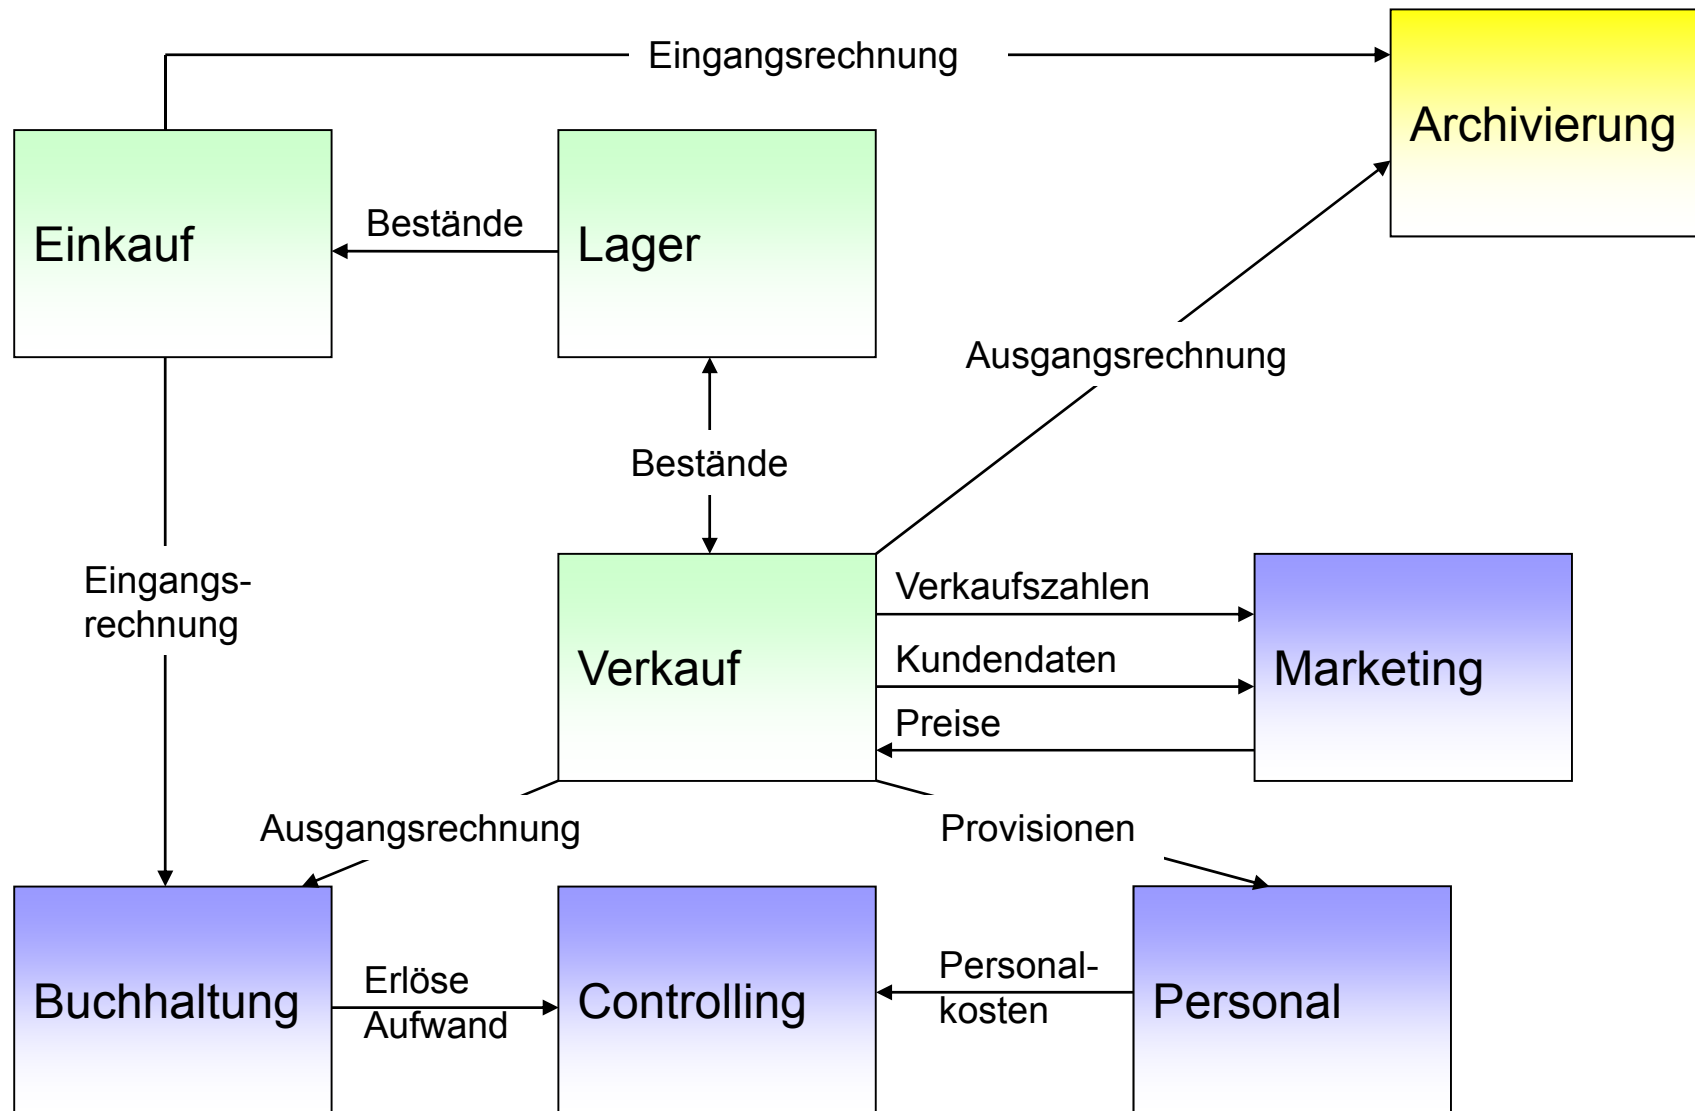 Eingangsrechnung
Archivierung
Bestände
Einkauf
Lager
Ausgangsrechnung
Bestände
Eingangs-
rechnung
Verkaufszahlen
Kundendaten
Verkauf
Marketing
Preise
Ausgangsrechnung
Provisionen
Erlöse
Aufwand
Personal-
kosten
Buchhaltung
Controlling
Personal